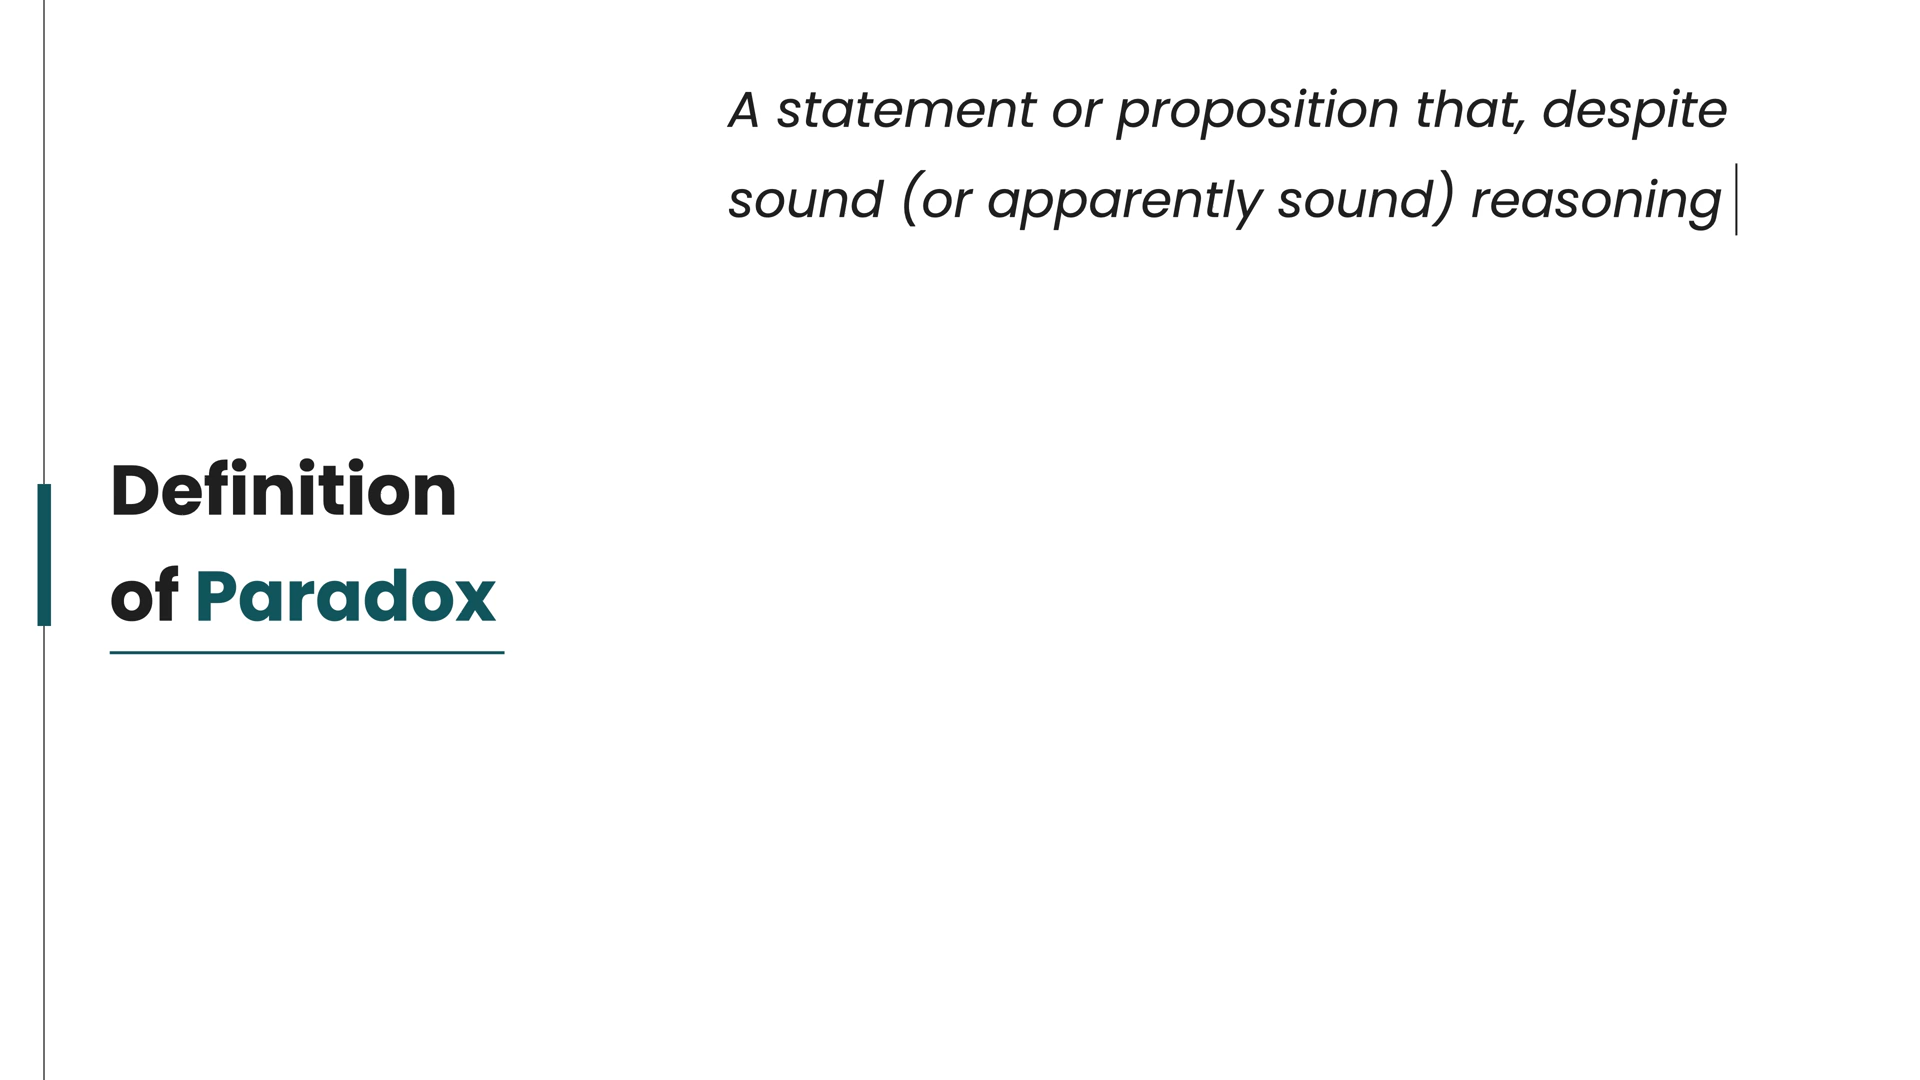 Definition
of Paradox
A statement or proposition that, despite
sound (or apparently sound) reasoning